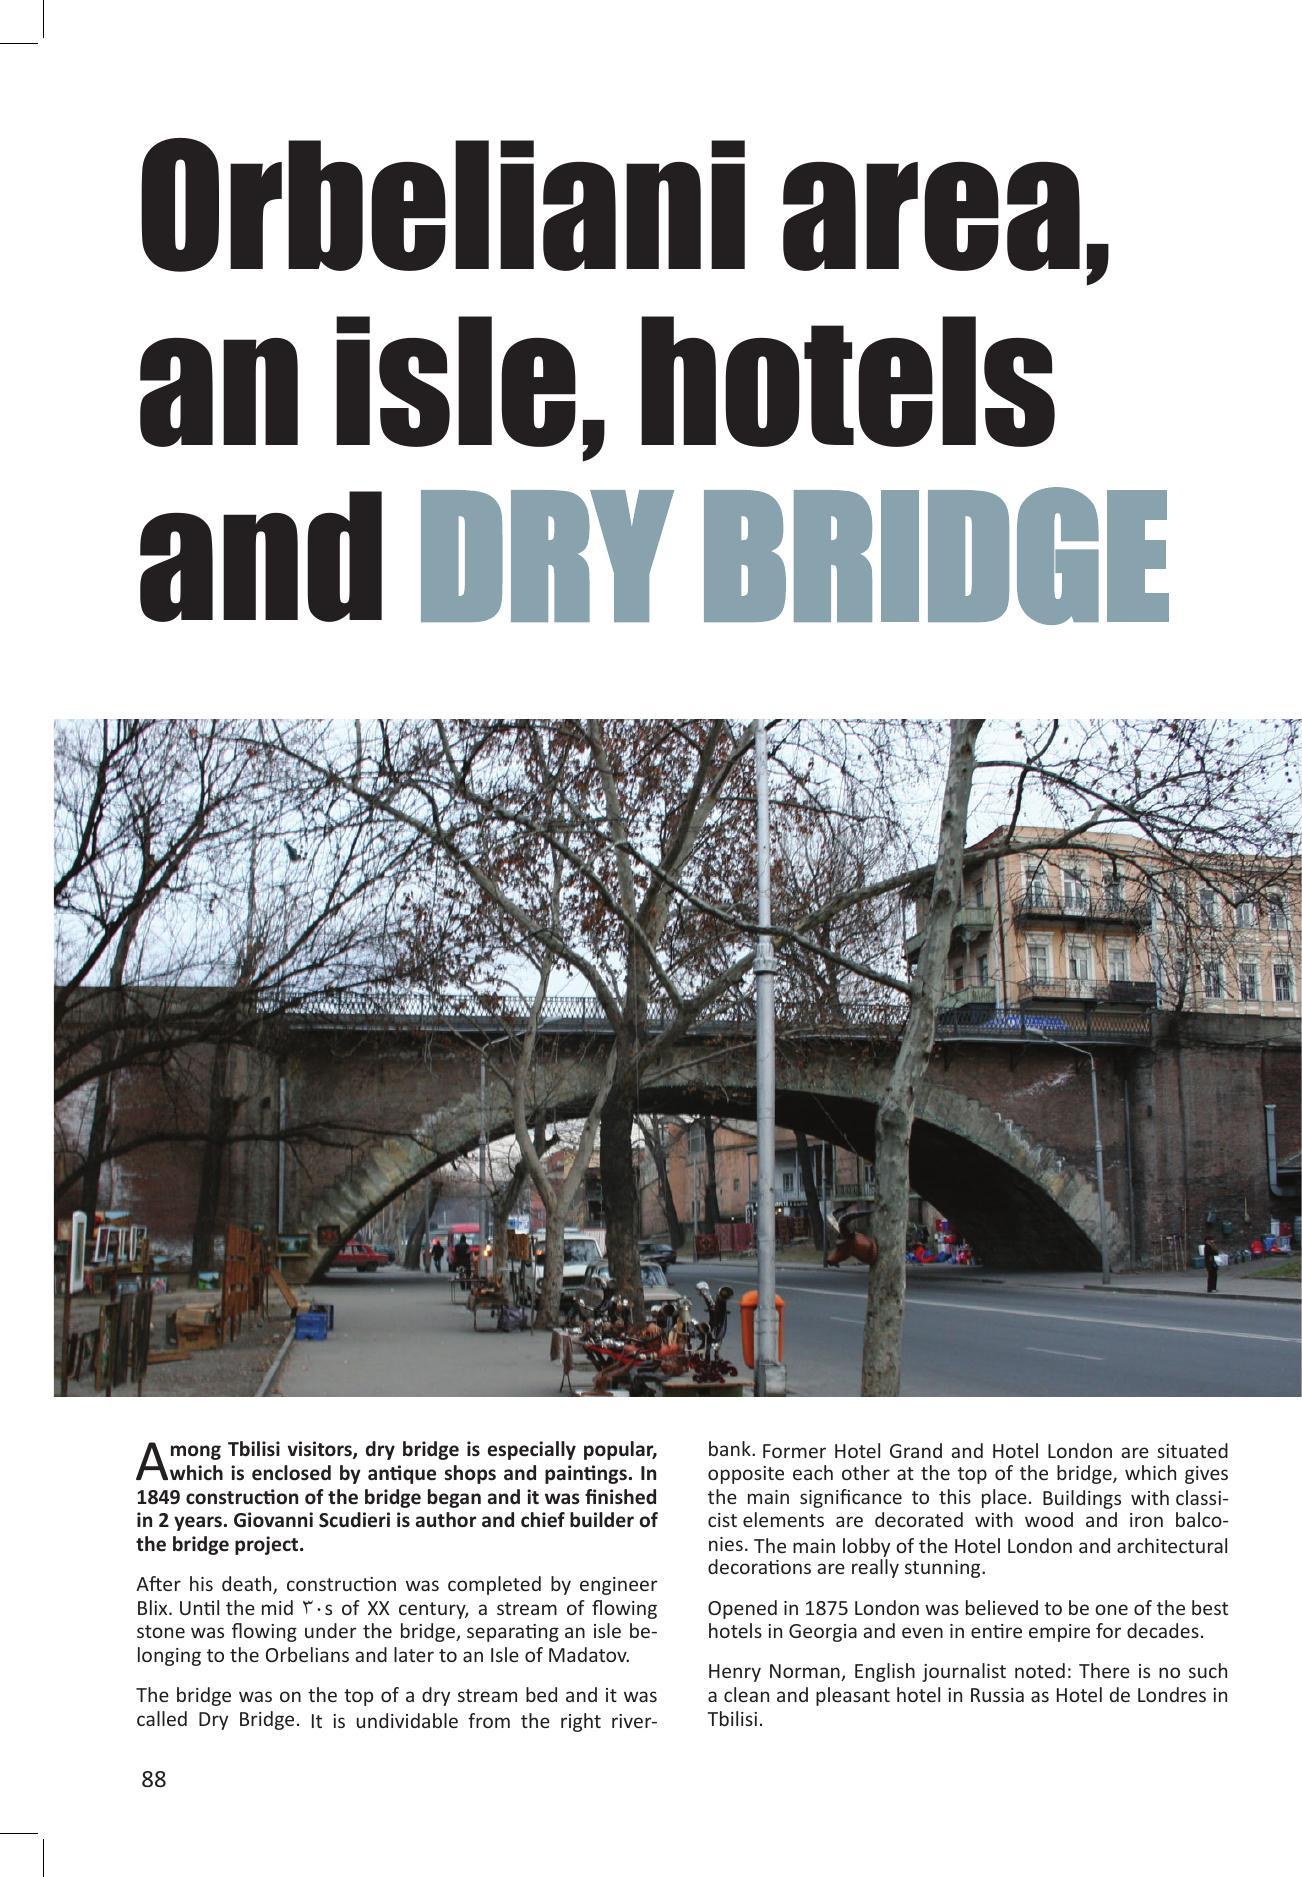 Orbeliani area,
an isle, hotels
and DRY BRIDGE
Among Tbilisi visitors, dry bridge is especially popular,
which is enclosed by antique shops and paintings. In
1849 construction of the bridge began and it was finished
in 2 years. Giovanni Scudieri is author and chief builder of
the bridge project.
After his death, construction was completed by engineer
Blix. Until the mid ٣٠s of XX century, a stream of flowing
stone was flowing under the bridge, separating an isle be-
longing to the Orbelians and later to an Isle of Madatov.
The bridge was on the top of a dry stream bed and it was
called Dry Bridge. It is undividable from the right river-
bank. Former Hotel Grand and Hotel London are situated
opposite each other at the top of the bridge, which gives
the main significance to this place. Buildings with classi-
cist elements are decorated with wood and iron balco-
nies. The main lobby of the Hotel London and architectural
decorations are really stunning.
Opened in 1875 London was believed to be one of the best
hotels in Georgia and even in entire empire for decades.
Henry Norman, English journalist noted: There is no such
a clean and pleasant hotel in Russia as Hotel de Londres in
Tbilisi.
88